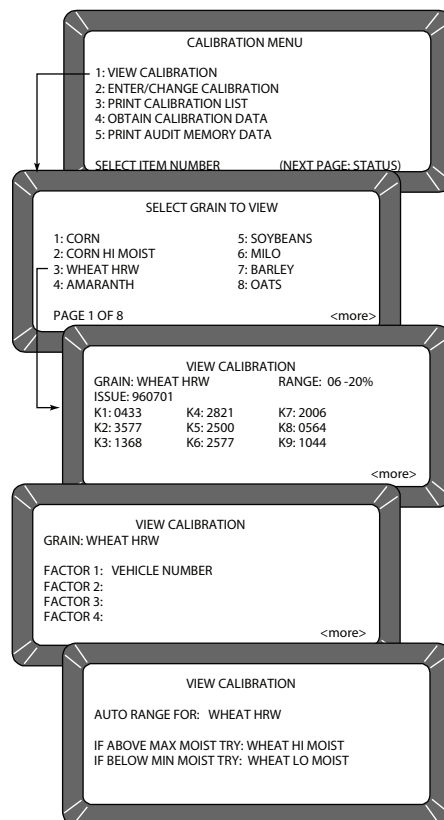 CALIBRATION MENU
1: VIEW CALIBRATION
2: ENTER/CHANGE CALIBRATION
3: PRINT CALIBRATION LIST
4: OBTAIN CALIBRATION DATA
5: PRINT AUDIT MEMORY DATA
SELECT ITEM NUMBER (NEXT PAGE: STATUS)
SELECT GRAIN TO VIEW
1: CORN 5: SOYBEANS
2: CORN HI MOIST 6: MILO
3: WHEAT HRW 7: BARLEY
4: AMARANTH 8: OATS
PAGE 1 OF 8 <more>
VIEW CALIBRATION
GRAIN: WHEAT HRW RANGE: 06 -20%
ISSUE: 960701
K1: 0433 K4: 2821 K7: 2006
K2: 3577 K5: 2500 K8: 0564
K3: 1368 K6: 2577 K9: 1044
<more>
VIEW CALIBRATION
GRAIN: WHEAT HRW
FACTOR 1: VEHICLE NUMBER
FACTOR 2:
FACTOR 3:
FACTOR 4:
<more>
VIEW CALIBRATION
AUTO RANGE FOR: WHEAT HRW
IF ABOVE MAX MOIST TRY: WHEAT HI MOIST
IF BELOW MIN MOIST TRY: WHEAT LO MOIST